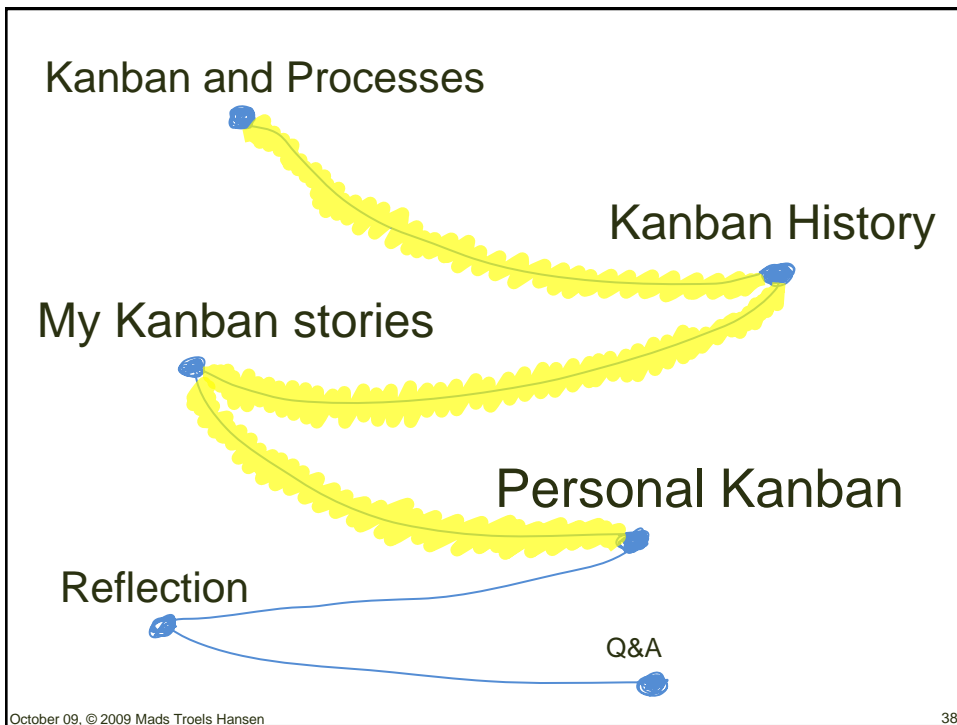 Kanban and Processes
Kanban History
My Kanban stories
Personal Kanban
Reflection
Q&A
October 09, © 2009 Mads Troels Hansen
38